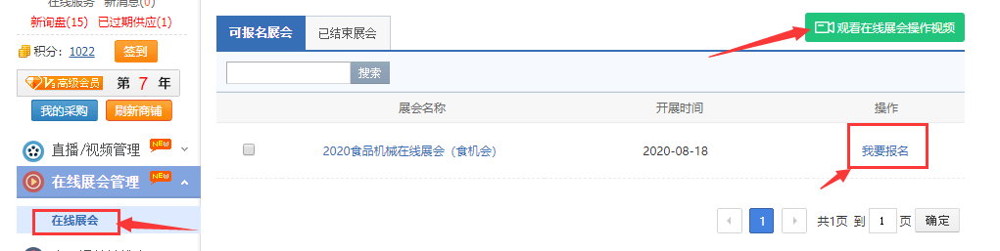 在线服务 新消息(0)
新询盘(15) 已过期供应(1)
积分：1022 签到
V3 高级会员 第 7 年
我的采购 刷新商铺
直播/视频管理 NEW
在线展会管理 NEW
在线展会
可报名展会 已结束展会
观看在线展会操作视频
搜索
展会名称 开展时间 操作
2020食品机械在线展会（食机会） 2020-08-18 我要报名
1 共1页 到 1 页 确定